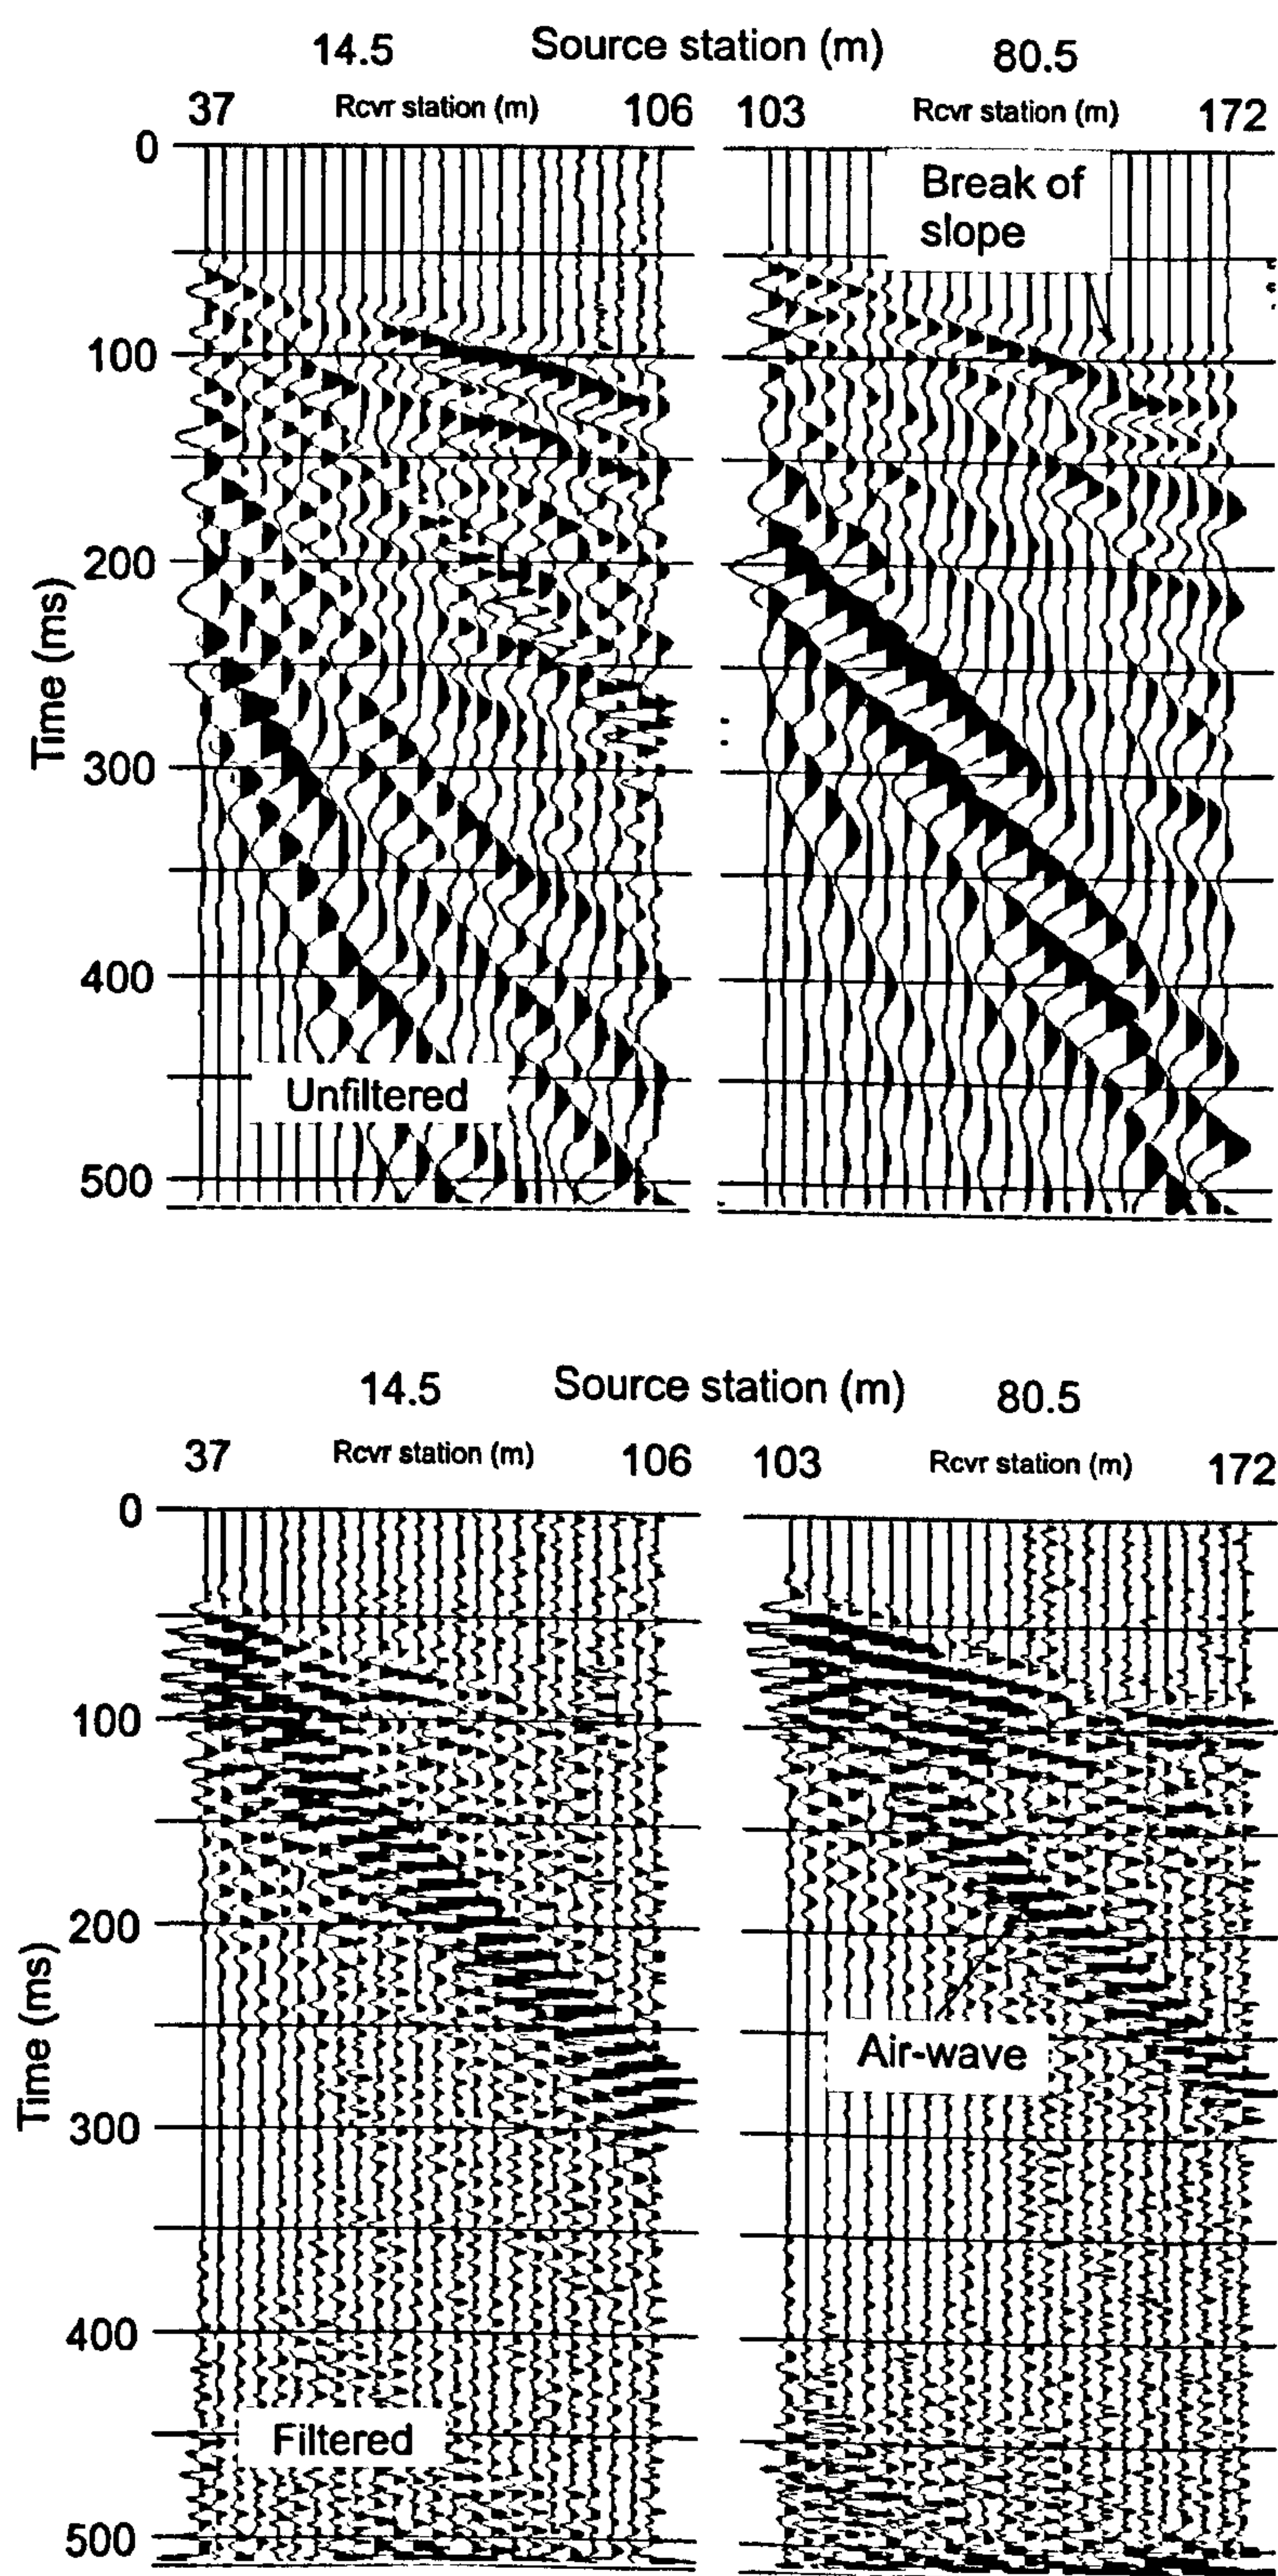 Source station (m)
14.5 80.5
37 Rcvr station (m) 106 103 Rcvr station (m) 172
0
Break of
slope
100
200
Time (ms)
300
400
Unfiltered
500
14.5 Source station (m) 80.5
37 Rcvr station (m) 106 103 Rcvr station (m) 172
0
100
200
Time (ms)
Air-wave
300
400
Filtered
500